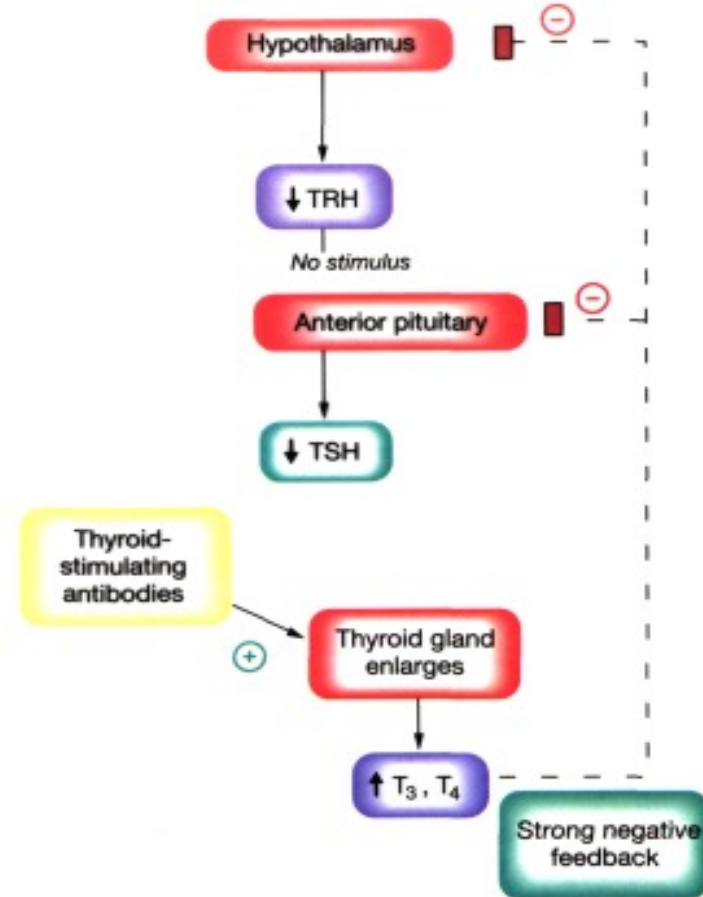 Hypothalamus
−
↓ TRH
No stimulus
Anterior pituitary
−
↓ TSH
Thyroid-
stimulating
antibodies
+
Thyroid gland
enlarges
↑ T₃ , T₄
Strong negative
feedback